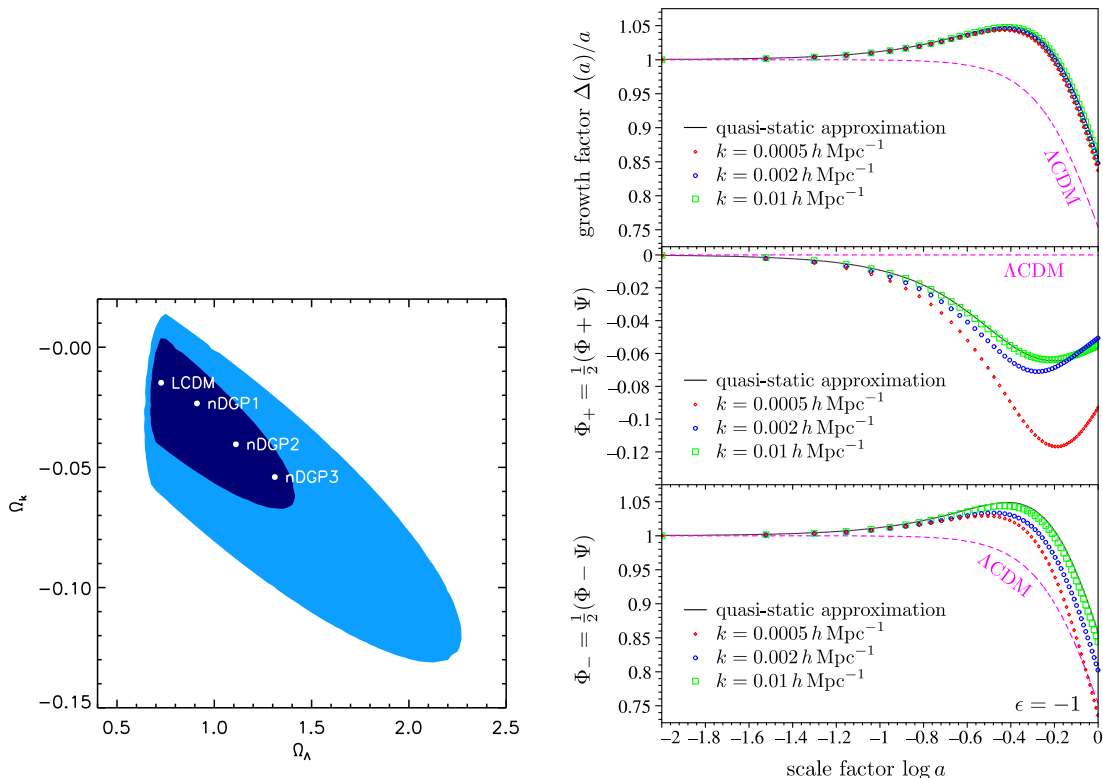 −0.00
−0.05
−0.10
−0.15
Ωk
LCDM
nDGP1
nDGP2
nDGP3
0.5 1.0 1.5 2.0 2.5
ΩΛ
growth factor Δ(a)/a
1.05
1
0.95
0.9
0.85
0.8
0.75
quasi-static approximation
k = 0.0005 h Mpc⁻¹
k = 0.002 h Mpc⁻¹
k = 0.01 h Mpc⁻¹
ΛCDM
Φ₊ = ½(Φ + Ψ)
0
−0.02
−0.04
−0.06
−0.08
−0.1
−0.12
−0.14
ΛCDM
quasi-static approximation
k = 0.0005 h Mpc⁻¹
k = 0.002 h Mpc⁻¹
k = 0.01 h Mpc⁻¹
Φ₋ = ½(Φ − Ψ)
1.05
1
0.95
0.9
0.85
0.8
0.75
ΛCDM
quasi-static approximation
k = 0.0005 h Mpc⁻¹
k = 0.002 h Mpc⁻¹
k = 0.01 h Mpc⁻¹
ϵ = −1
−2 −1.8 −1.6 −1.4 −1.2 −1 −0.8 −0.6 −0.4 −0.2 0
scale factor log a